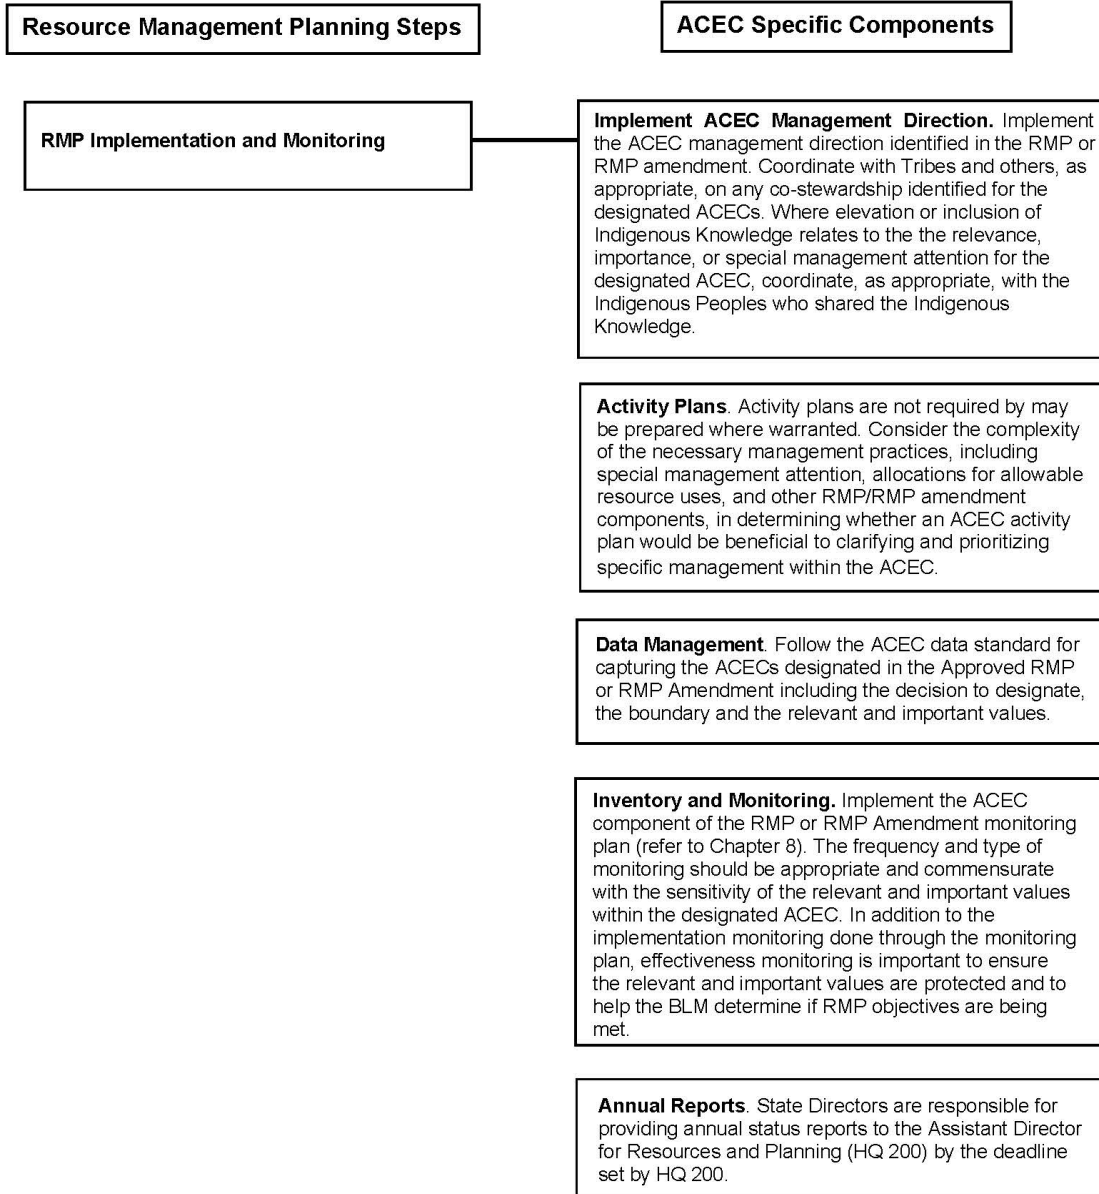 Resource Management Planning Steps
ACEC Specific Components
RMP Implementation and Monitoring
Implement ACEC Management Direction. Implement
the ACEC management direction identified in the RMP or
RMP amendment. Coordinate with Tribes and others, as
appropriate, on any co-stewardship identified for the
designated ACECs. Where elevation or inclusion of
Indigenous Knowledge relates to the the relevance,
importance, or special management attention for the
designated ACEC, coordinate, as appropriate, with the
Indigenous Peoples who shared the Indigenous
Knowledge.
Activity Plans. Activity plans are not required by may
be prepared where warranted. Consider the complexity
of the necessary management practices, including
special management attention, allocations for allowable
resource uses, and other RMP/RMP amendment
components, in determining whether an ACEC activity
plan would be beneficial to clarifying and prioritizing
specific management within the ACEC.
Data Management. Follow the ACEC data standard for
capturing the ACECs designated in the Approved RMP
or RMP Amendment including the decision to designate,
the boundary and the relevant and important values.
Inventory and Monitoring. Implement the ACEC
component of the RMP or RMP Amendment monitoring
plan (refer to Chapter 8). The frequency and type of
monitoring should be appropriate and commensurate
with the sensitivity of the relevant and important values
within the designated ACEC. In addition to the
implementation monitoring done through the monitoring
plan, effectiveness monitoring is important to ensure
the relevant and important values are protected and to
help the BLM determine if RMP objectives are being
met.
Annual Reports. State Directors are responsible for
providing annual status reports to the Assistant Director
for Resources and Planning (HQ 200) by the deadline
set by HQ 200.